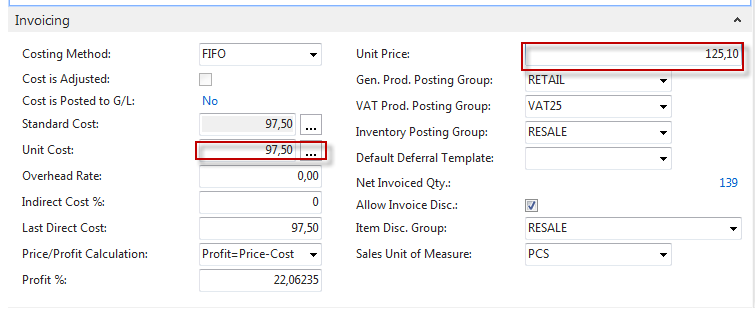 Invoicing
Costing Method: FIFO
Cost is Adjusted:
Cost is Posted to G/L: No
Standard Cost: 97,50 ...
Unit Cost: 97,50 ...
Overhead Rate: 0,00
Indirect Cost %: 0
Last Direct Cost: 97,50
Price/Profit Calculation: Profit=Price-Cost
Profit %: 22,06235
Unit Price: 125,10
Gen. Prod. Posting Group: RETAIL
VAT Prod. Posting Group: VAT25
Inventory Posting Group: RESALE
Default Deferral Template:
Net Invoiced Qty.: 139
Allow Invoice Disc.:
Item Disc. Group: RESALE
Sales Unit of Measure: PCS